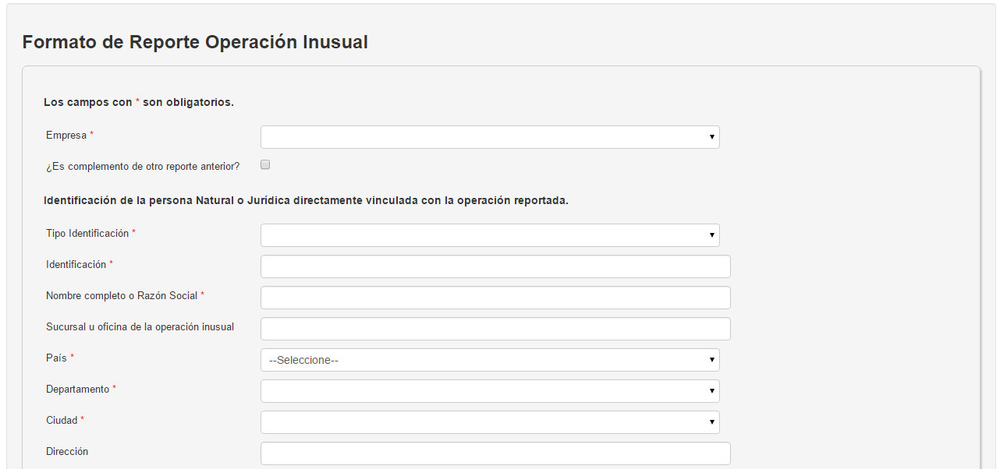 Formato de Reporte Operación Inusual
Los campos con * son obligatorios.
Empresa *
¿Es complemento de otro reporte anterior?
Identificación de la persona Natural o Jurídica directamente vinculada con la operación reportada.
Tipo Identificación *
Identificación *
Nombre completo o Razón Social *
Sucursal u oficina de la operación inusual
País * --Seleccione--
Departamento *
Ciudad *
Dirección